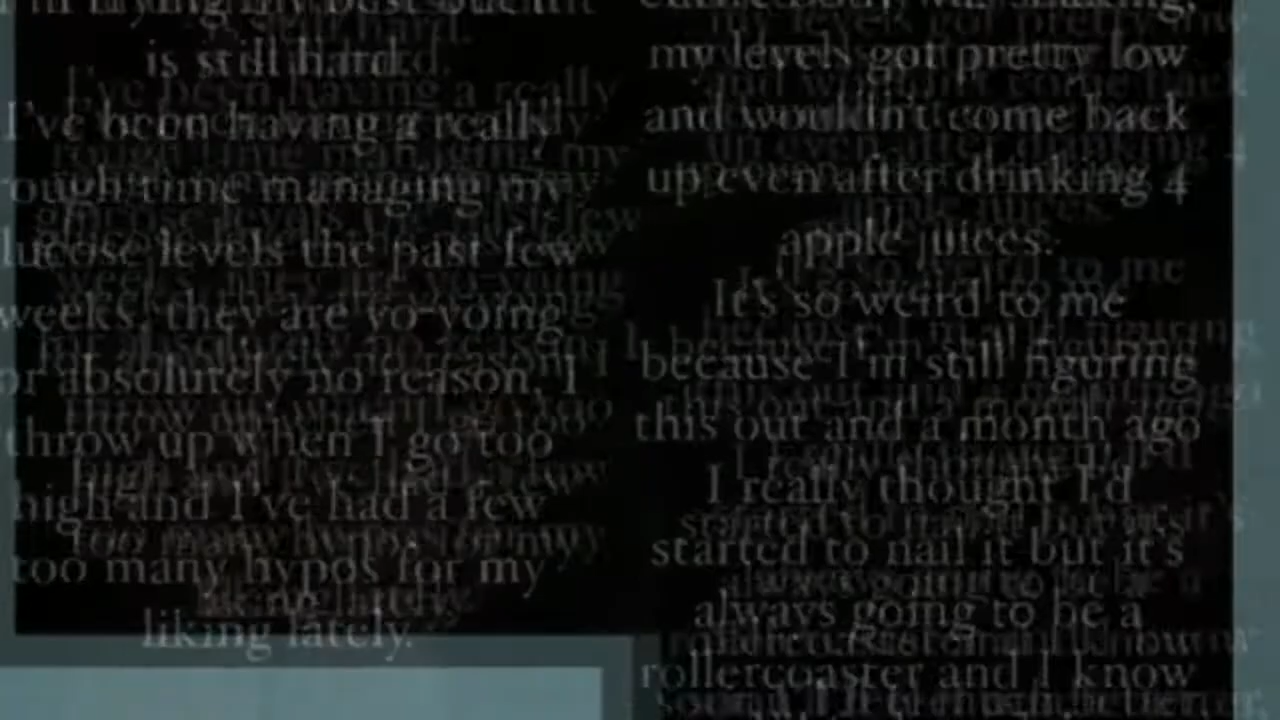 is still hard.
I've been having a really
rough time managing my
glucose levels the past few
weeks, they are yo-yoing
for absolutely no reason. I
throw up when I go too
high and I've had a few
too many hypos for my
liking lately.
my levels got pretty low
and wouldn't come back
up even after drinking 4
apple juices.
It's so weird to me
because I'm still figuring
this out and a month ago
I really thought I'd
started to nail it but it's
always going to be a
rollercoaster and I know